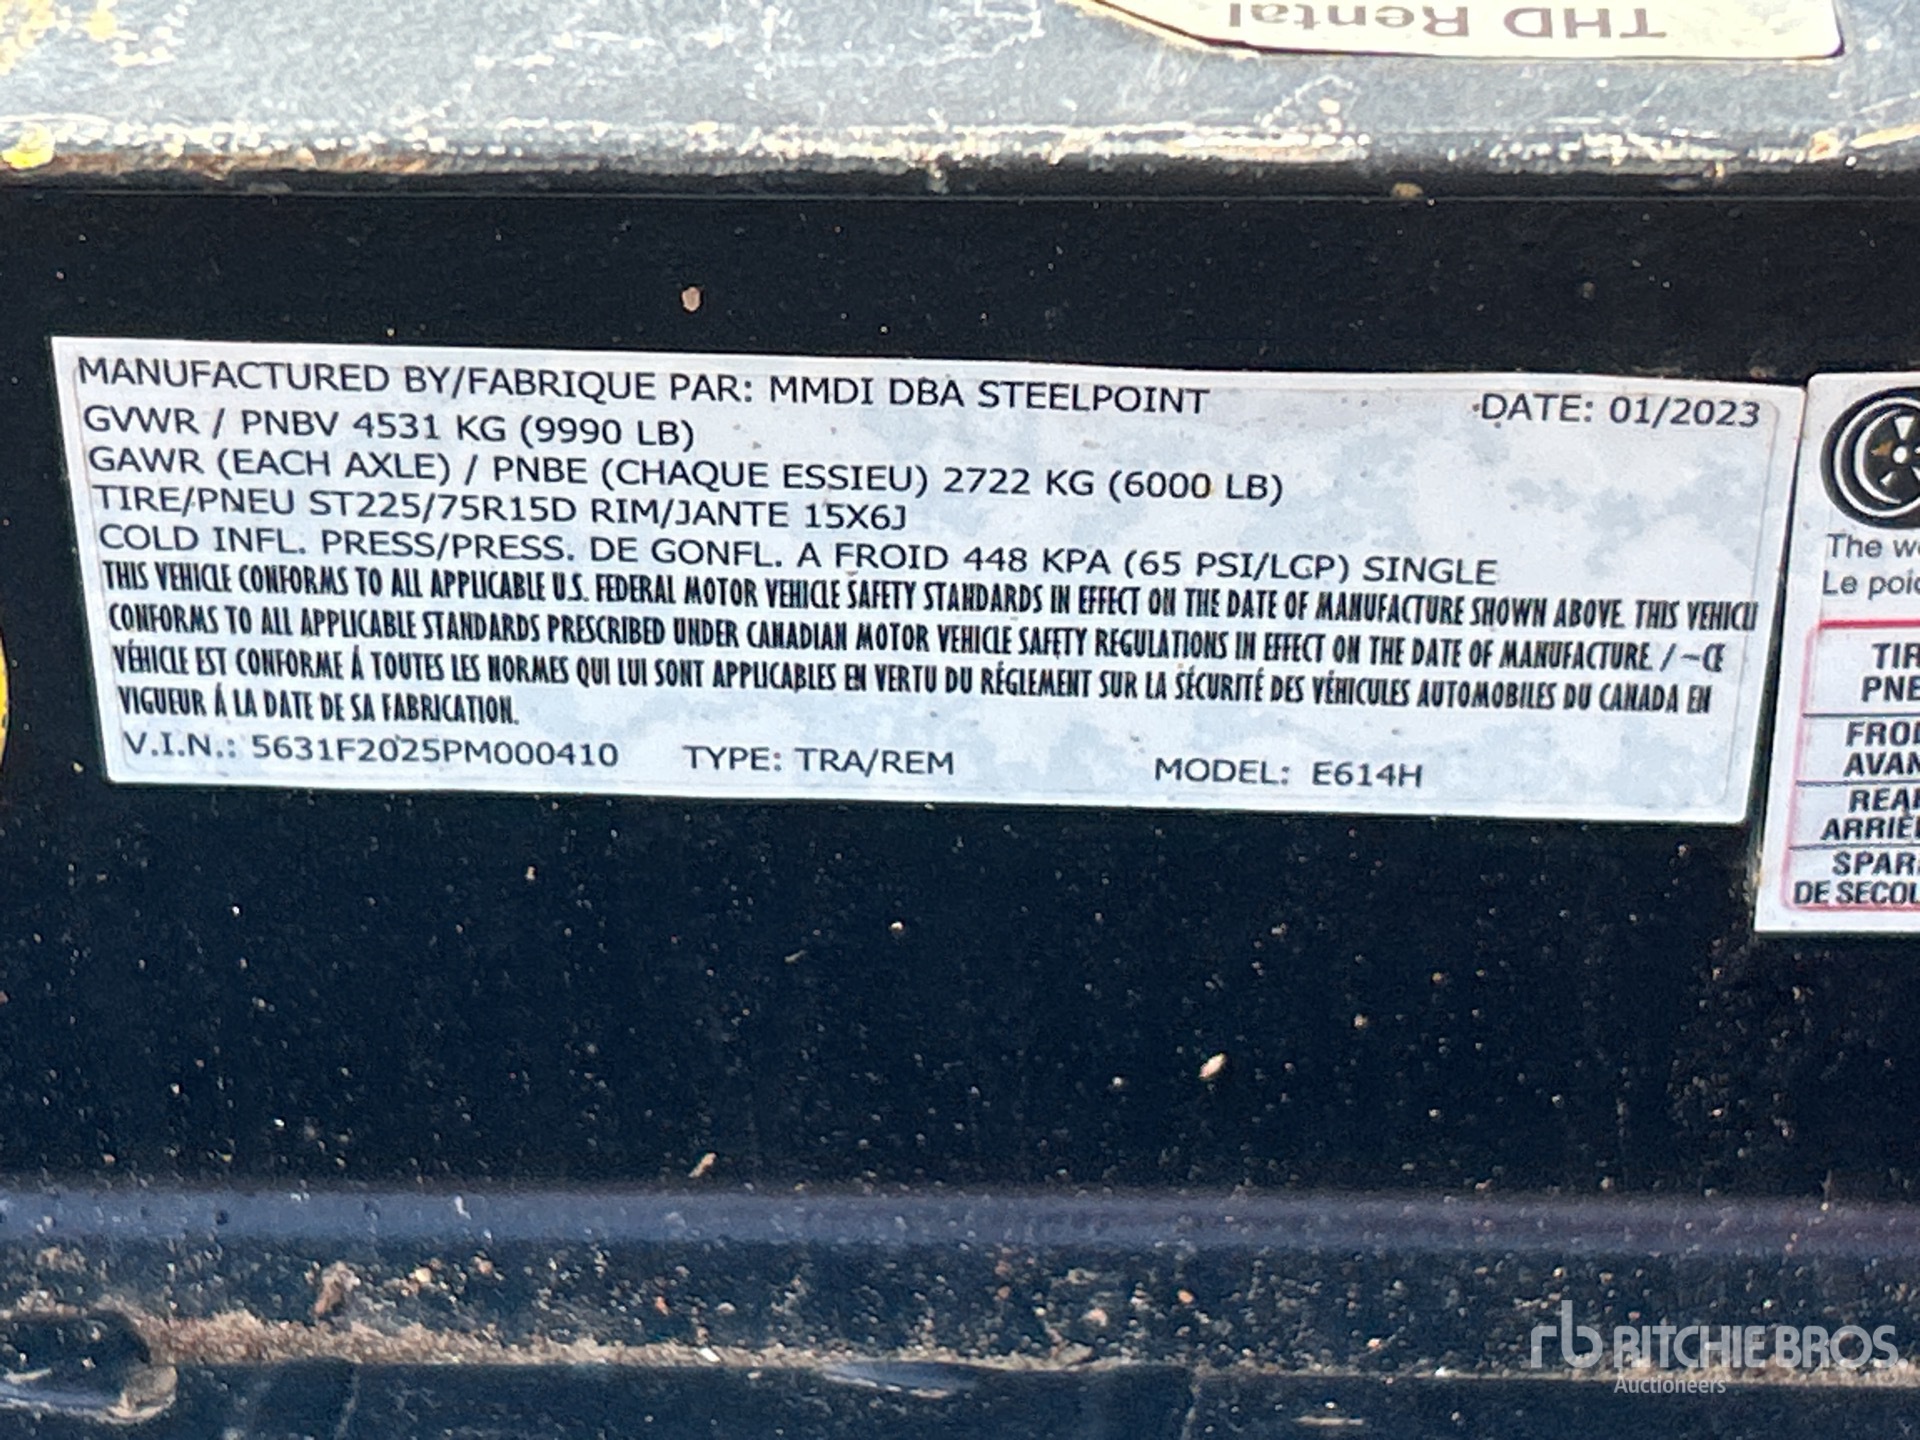 THD Rental
MANUFACTURED BY/FABRIQUE PAR: MMDI DBA STEELPOINT DATE: 01/2023
GVWR / PNBV 4531 KG (9990 LB)
GAWR (EACH AXLE) / PNBE (CHAQUE ESSIEU) 2722 KG (6000 LB)
TIRE/PNEU ST225/75R15D RIM/JANTE 15X6J
COLD INFL. PRESS/PRESS. DE GONFL. A FROID 448 KPA (65 PSI/LCP) SINGLE
THIS VEHICLE CONFORMS TO ALL APPLICABLE U.S. FEDERAL MOTOR VEHICLE SAFETY STANDARDS IN EFFECT ON THE DATE OF MANUFACTURE SHOWN ABOVE. THIS VEHICLE
CONFORMS TO ALL APPLICABLE STANDARDS PRESCRIBED UNDER CANADIAN MOTOR VEHICLE SAFETY REGULATIONS IN EFFECT ON THE DATE OF MANUFACTURE. / -CE
VÉHICLE EST CONFORME Á TOUTES LES NORMES QUI LUI SONT APPLICABLES EN VERTU DU RÉGLEMENT SUR LA SÉCURITÉ DES VÉHICULES AUTOMOBILES DU CANADA EN
VIGUEUR Á LA DATE DE SA FABRICATION.
V.I.N.: 5631F2025PM000410 TYPE: TRA/REM MODEL: E614H
The
Le
TIR
PNE
FRO
AVAN
REAR
ARRIÈ
SPAR
DE SECOU
rb RITCHIE BROS.
Auctioneers